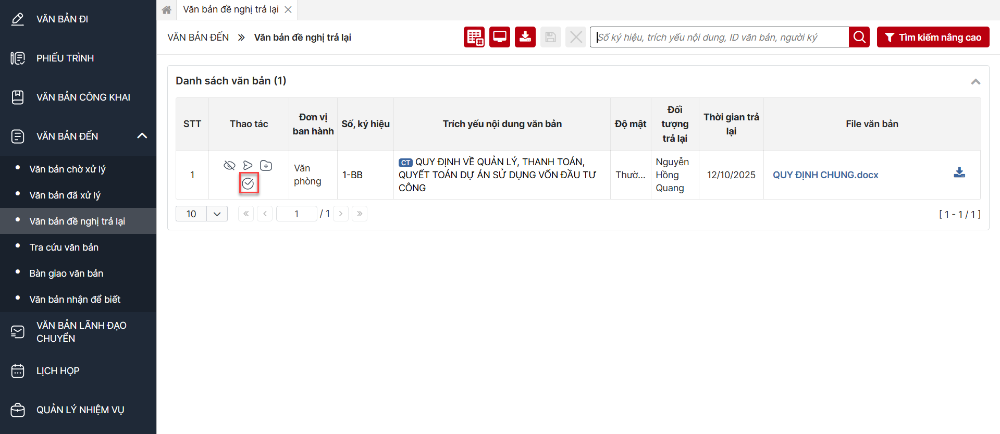 VĂN BẢN ĐI
PHIẾU TRÌNH
VĂN BẢN CÔNG KHAI
VĂN BẢN ĐẾN
Văn bản chờ xử lý
Văn bản đã xử lý
Văn bản đề nghị trả lại
Tra cứu văn bản
Bàn giao văn bản
Văn bản nhận để biết
VĂN BẢN LÃNH ĐẠO
CHUYỂN
LỊCH HỌP
QUẢN LÝ NHIỆM VỤ
Văn bản đề nghị trả lại
VĂN BẢN ĐẾN » Văn bản đề nghị trả lại
Số ký hiệu, trích yếu nội dung, ID văn bản, người ký
Tìm kiếm nâng cao
Danh sách văn bản (1)
STT
Thao tác
Đơn vị
ban hành
Số, ký hiệu
Trích yếu nội dung văn bản
Độ mật
Đối
tượng
trả lại
Thời gian trả
lại
File văn bản
1
Văn
phòng
1-BB
CT QUY ĐỊNH VỀ QUẢN LÝ, THANH TOÁN,
QUYẾT TOÁN DỰ ÁN SỬ DỤNG VỐN ĐẦU TƯ
CÔNG
Thườ...
Nguyễn
Hồng
Quang
12/10/2025
QUY ĐỊNH CHUNG.docx
10
« ‹ 1 / 1 › »
[ 1 - 1 / 1 ]